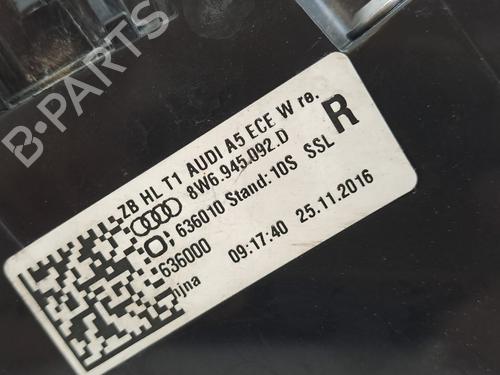 B-PARTS
ZB HL T1 AUDI A5 ECE W re.
8W6.945.092.D
R
636010 Stand: 10S SSL
636000 09:17:40 25.11.2016